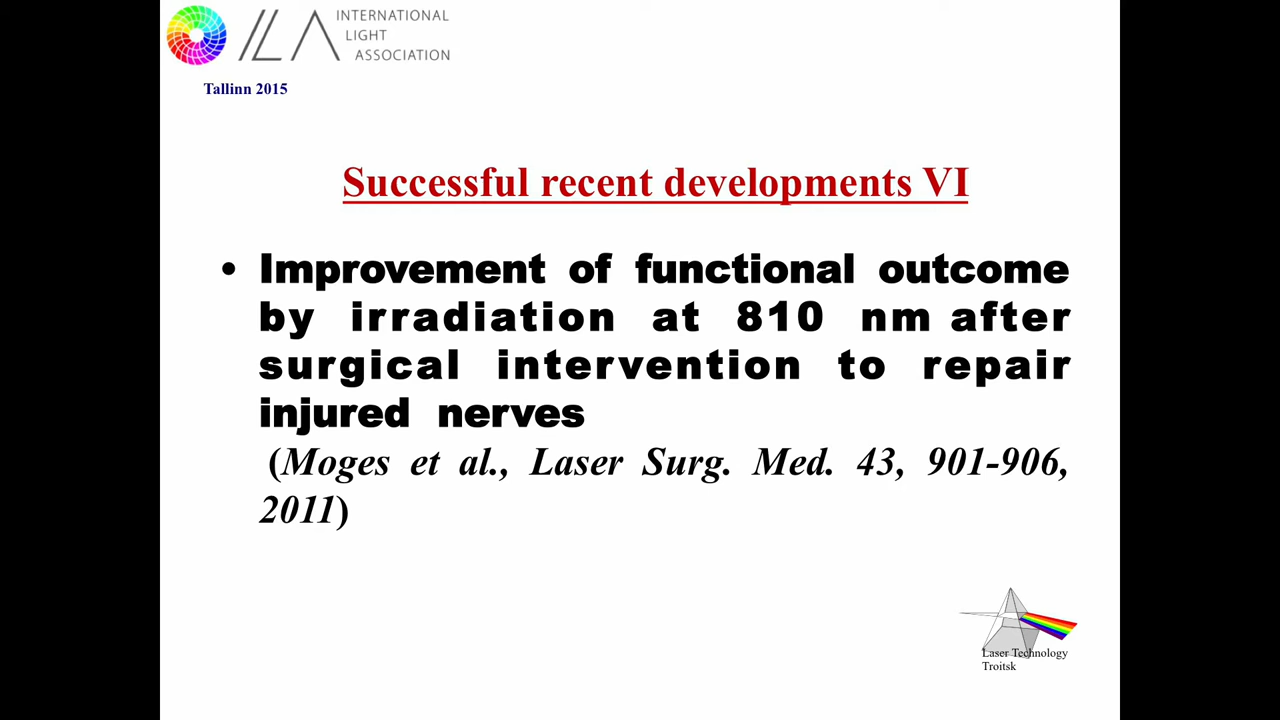 ILA
INTERNATIONAL
LIGHT
ASSOCIATION
Tallinn 2015
Successful recent developments VI
• Improvement of functional outcome
by irradiation at 810 nm after
surgical intervention to repair
injured nerves
(Moges et al., Laser Surg. Med. 43, 901-906,
2011)
Laser Technology
Troitsk